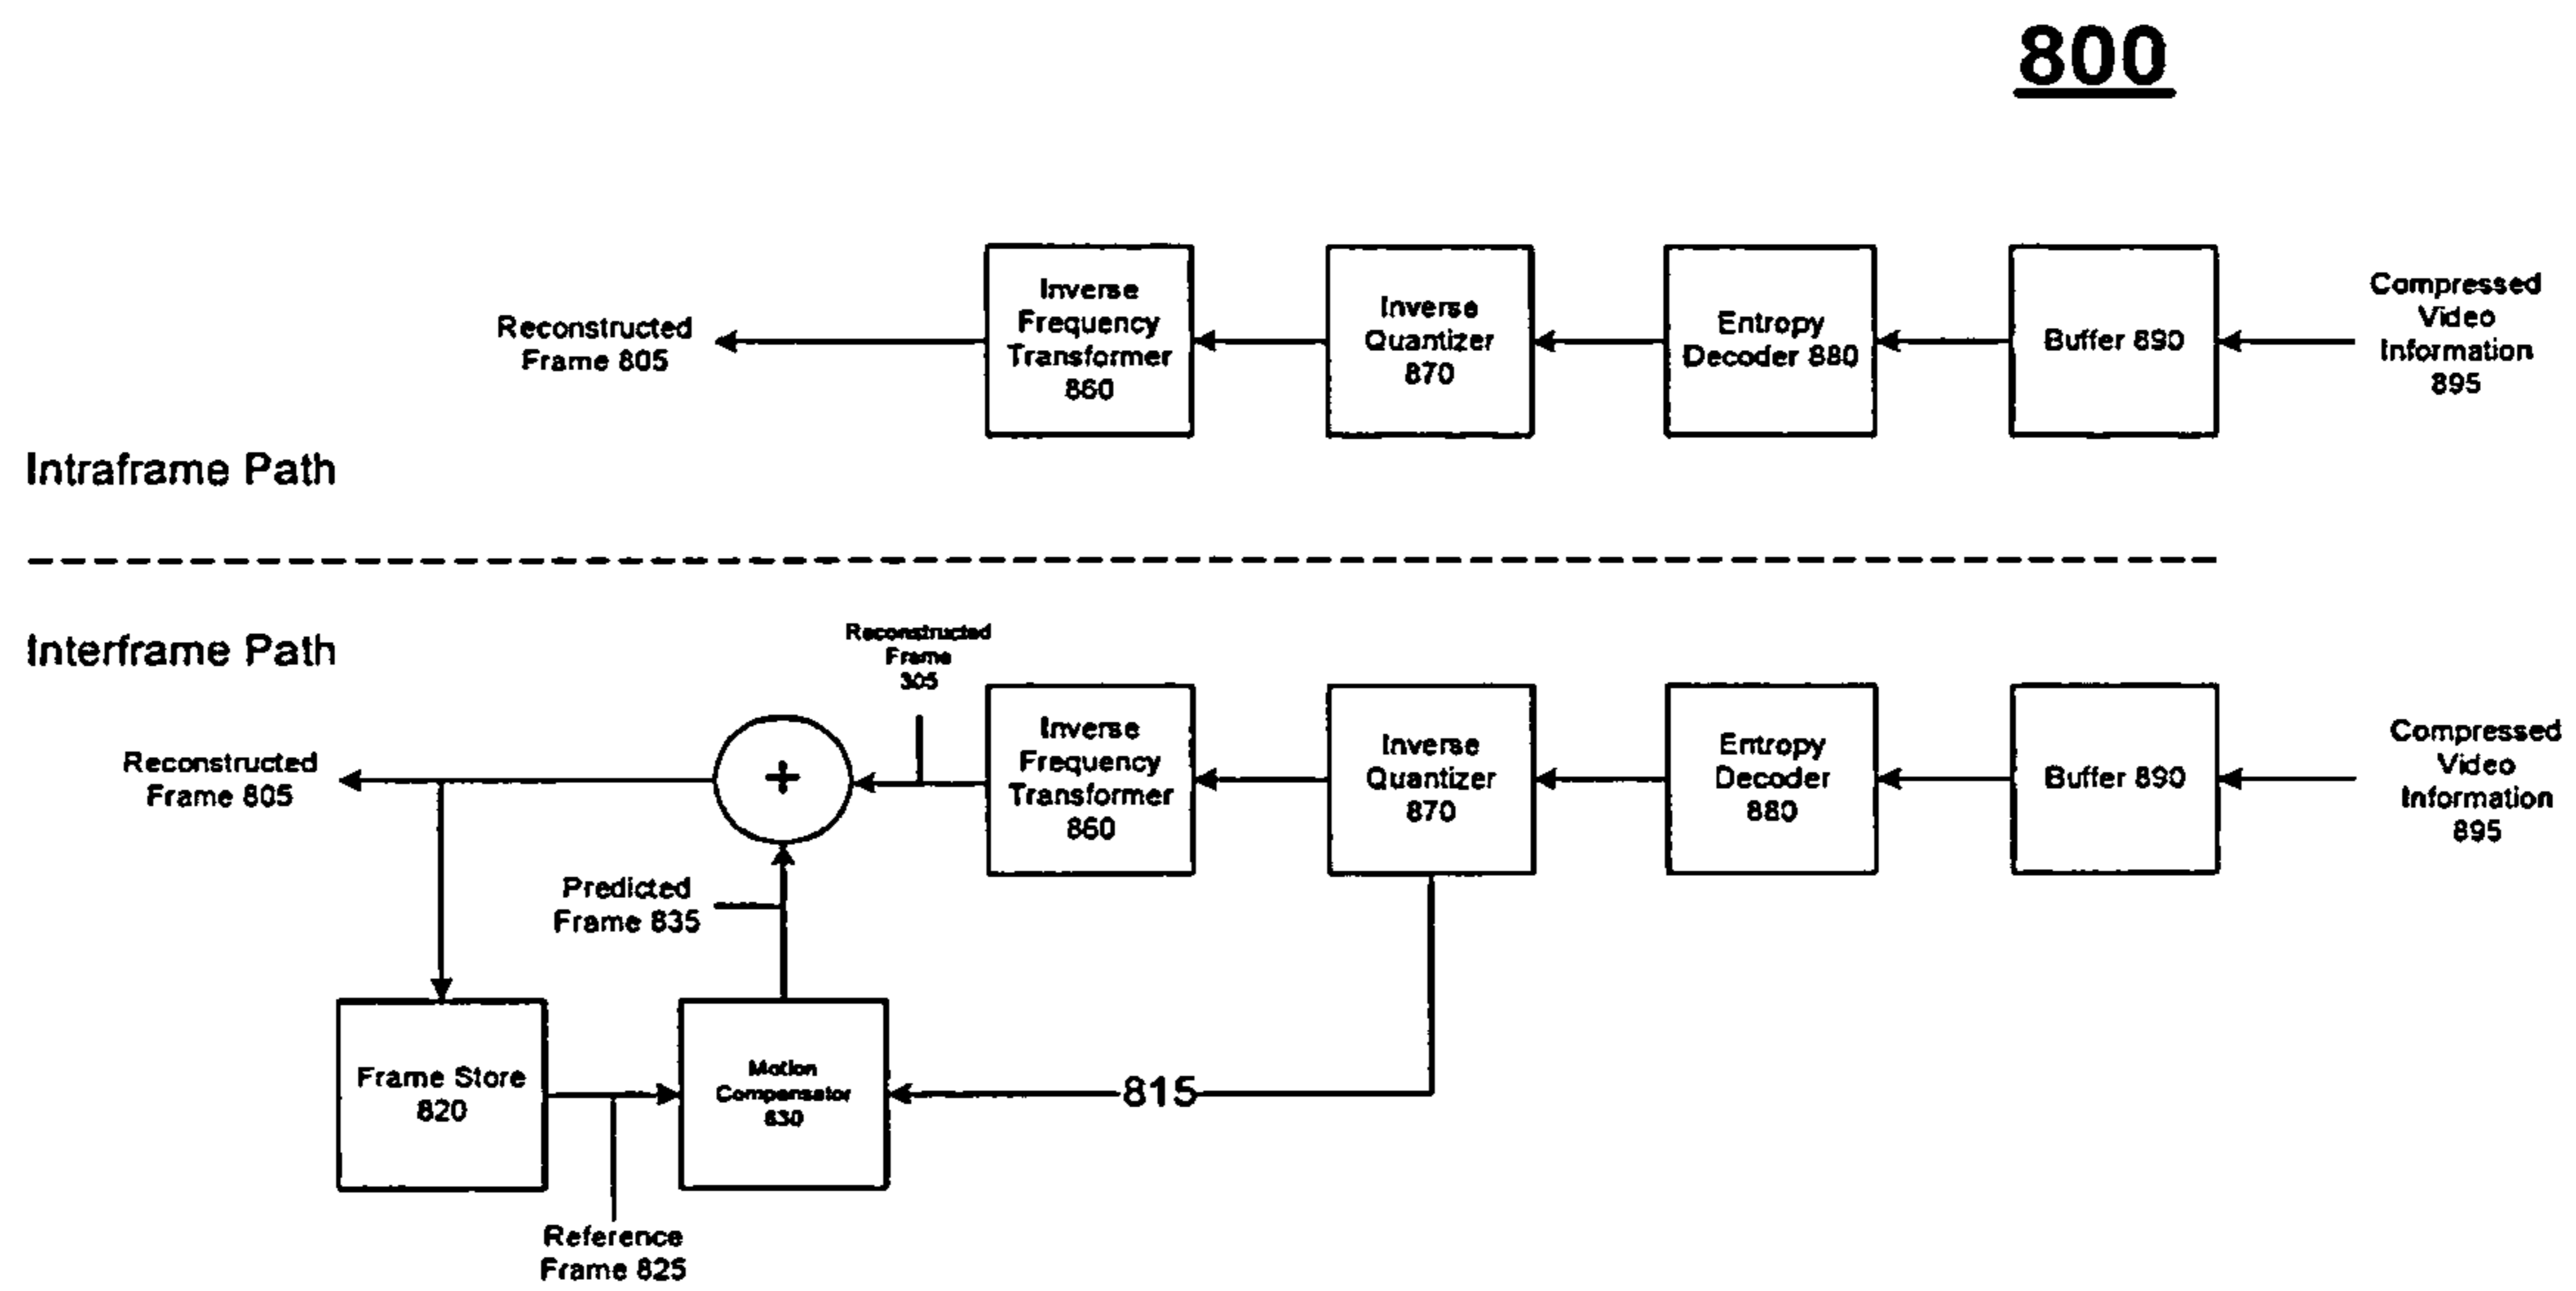 800
Reconstructed
Frame 805
Inverse
Frequency
Transformer
860
Inverse
Quantizer
870
Entropy
Decoder 880
Buffer 890
Compressed
Video
Information
895
Intraframe Path
Interframe Path
Reconstructed
Frame 805
Reconstructed
Frame
305
+
Inverse
Frequency
Transformer
860
Inverse
Quantizer
870
Entropy
Decoder
880
Buffer 890
Compressed
Video
Information
895
Predicted
Frame 835
Frame Store
820
Motion
Compensator
830
815
Reference
Frame 825